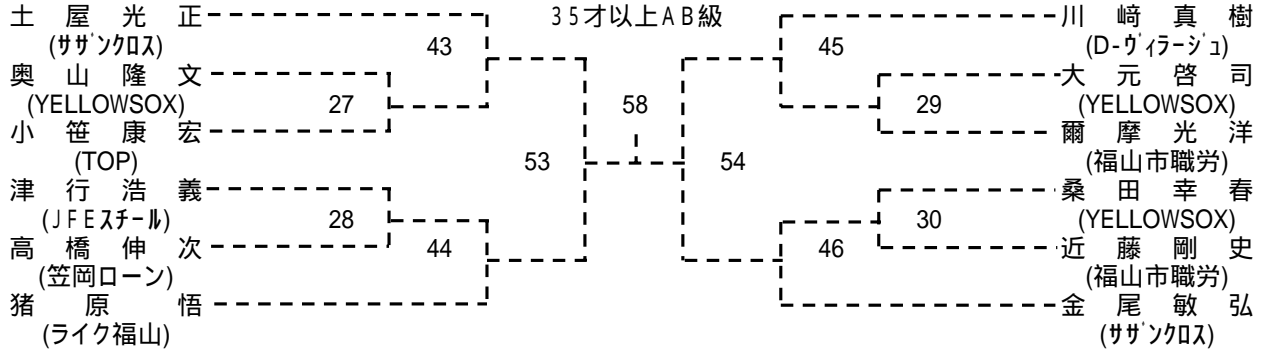 35才以上AB級
土屋光正
(ｻｻﾞﾝｸﾛｽ)
43
奥山隆文
(YELLOWSOX)
27
小笹康宏
(TOP)
53
津行浩義
(JFEｽﾁｰﾙ)
28
高橋伸次
(笠岡ローン)
44
猪原悟
(ライク福山)
58
川﨑真樹
(D-ｳﾞｨﾗｰｼﾞｭ)
45
大元啓司
(YELLOWSOX)
29
爾摩光洋
(福山市職労)
54
桑田幸春
(YELLOWSOX)
30
近藤剛史
(福山市職労)
46
金尾敏弘
(ｻｻﾞﾝｸﾛｽ)